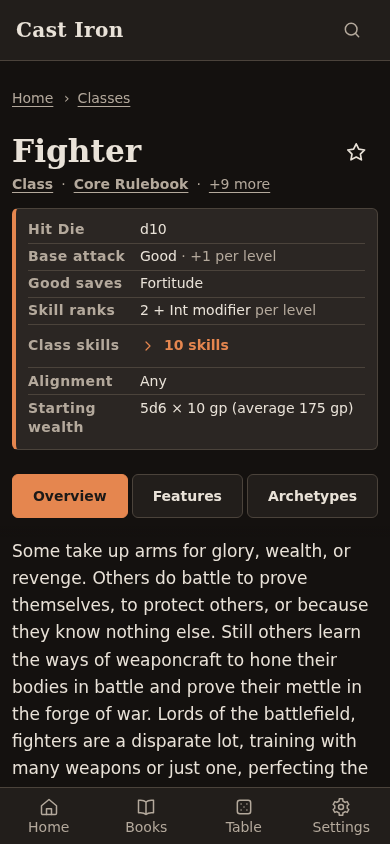 Cast Iron
Home › Classes
Fighter
Class · Core Rulebook · +9 more
Hit Die d10
Base attack Good · +1 per level
Good saves Fortitude
Skill ranks 2 + Int modifier per level
Class skills › 10 skills
Alignment Any
Starting wealth 5d6 × 10 gp (average 175 gp)
Overview Features Archetypes
Some take up arms for glory, wealth, or
revenge. Others do battle to prove
themselves, to protect others, or because
they know nothing else. Still others learn
the ways of weaponcraft to hone their
bodies in battle and prove their mettle in
the forge of war. Lords of the battlefield,
fighters are a disparate lot, training with
many weapons or just one, perfecting the
Home Books Table Settings